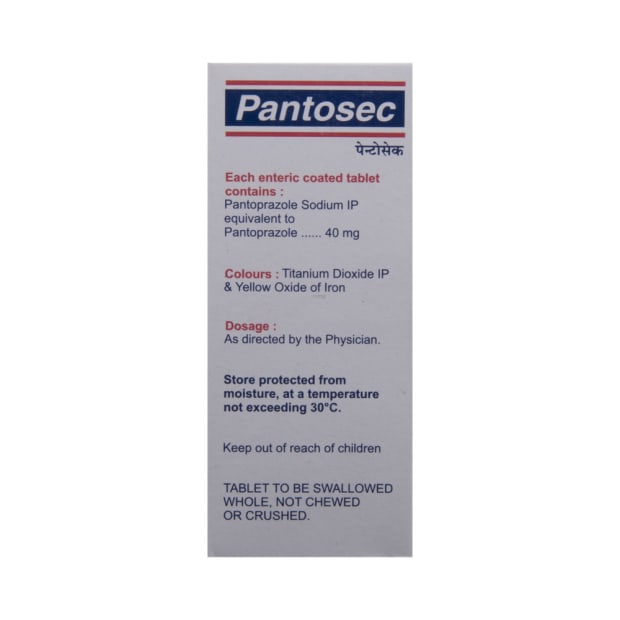 Pantosec
पेन्टोसेक
Each enteric coated tablet
contains :
Pantoprazole Sodium IP
equivalent to
Pantoprazole ...... 40 mg
Colours : Titanium Dioxide IP
& Yellow Oxide of Iron
Dosage :
As directed by the Physician.
Store protected from
moisture, at a temperature
not exceeding 30°C.
Keep out of reach of children
TABLET TO BE SWALLOWED
WHOLE, NOT CHEWED
OR CRUSHED.